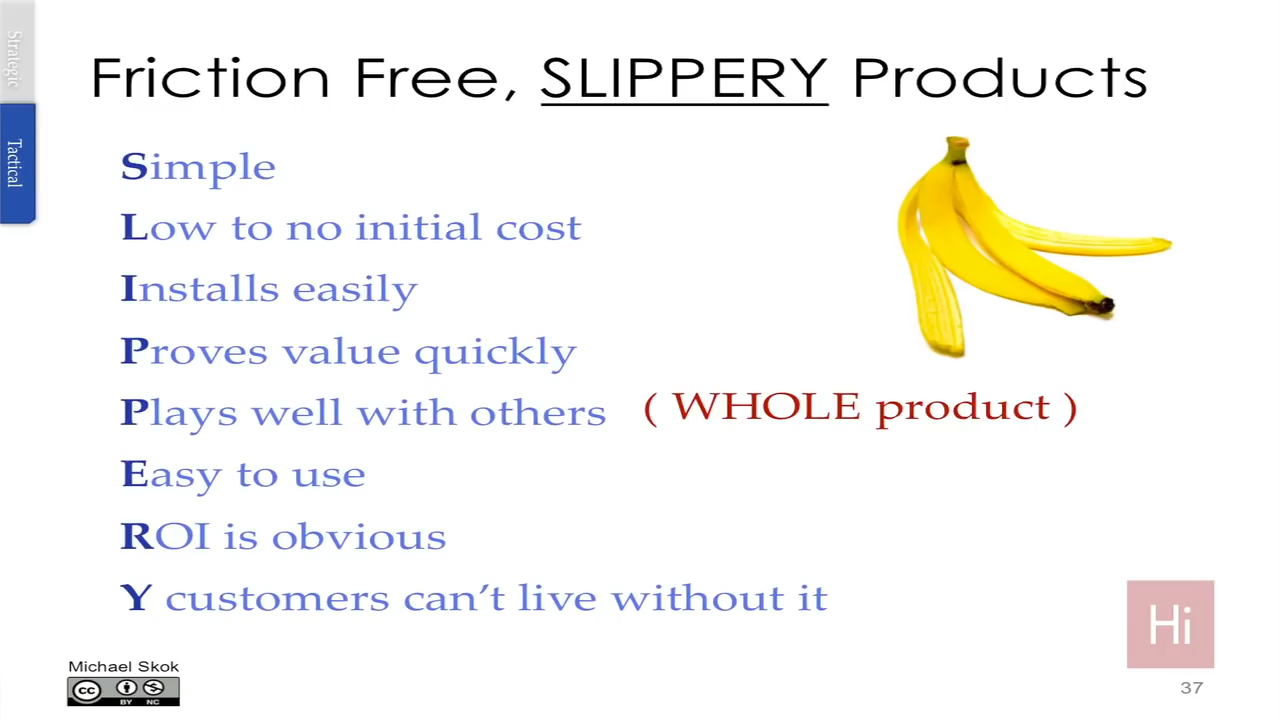 Strategic
Tactical
Friction Free, SLIPPERY Products
Simple
Low to no initial cost
Installs easily
Proves value quickly
Plays well with others ( WHOLE product )
Easy to use
ROI is obvious
Y customers can't live without it
Hi
Michael Skok
cc BY NC
37